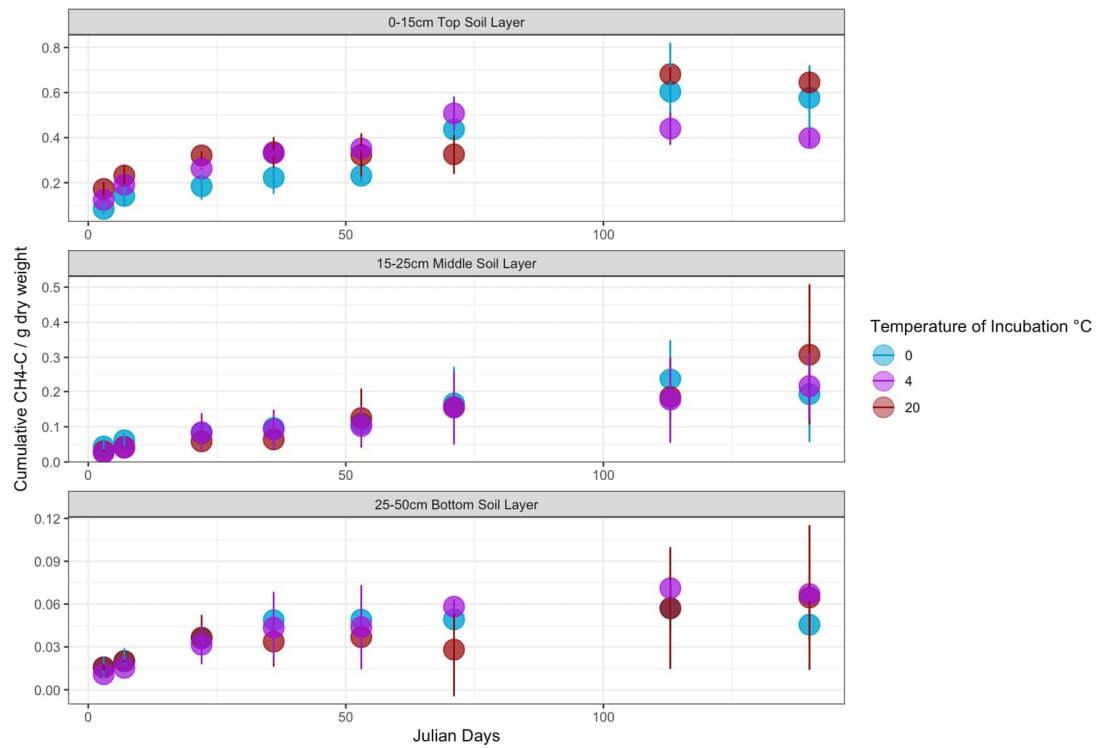 0-15cm Top Soil Layer
0.8
0.6
0.4
0.2
0 50 100
15-25cm Middle Soil Layer
0.5
0.4
0.3
0.2
0.1
0.0
0 50 100
25-50cm Bottom Soil Layer
0.12
0.09
0.06
0.03
0.00
0 50 100
Julian Days
Cumulative CH4-C / g dry weight
Temperature of Incubation °C
0
4
20